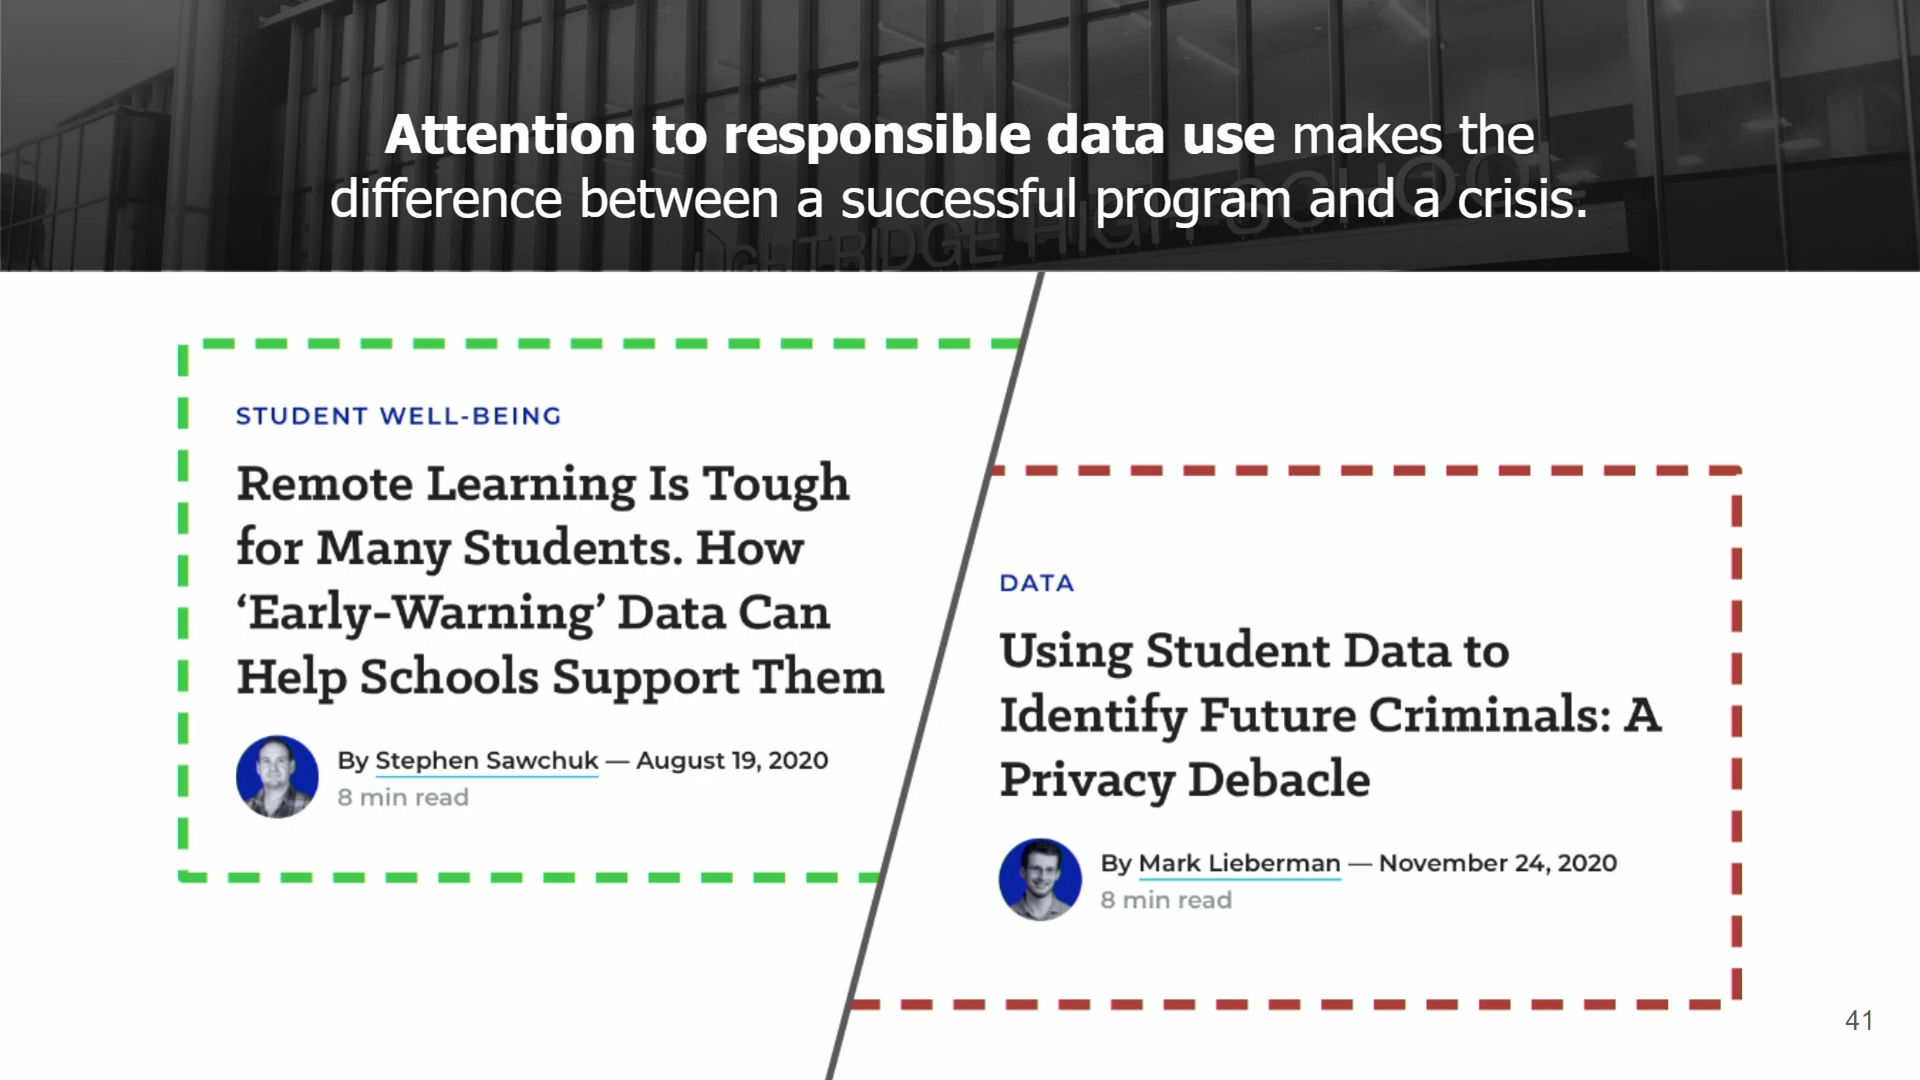 Attention to responsible data use makes the
difference between a successful program and a crisis.
LIGHTRIDGE HIGH SCHOOL
STUDENT WELL-BEING
Remote Learning Is Tough
for Many Students. How
‘Early-Warning’ Data Can
Help Schools Support Them
By Stephen Sawchuk — August 19, 2020
8 min read
DATA
Using Student Data to
Identify Future Criminals: A
Privacy Debacle
By Mark Lieberman — November 24, 2020
8 min read
41